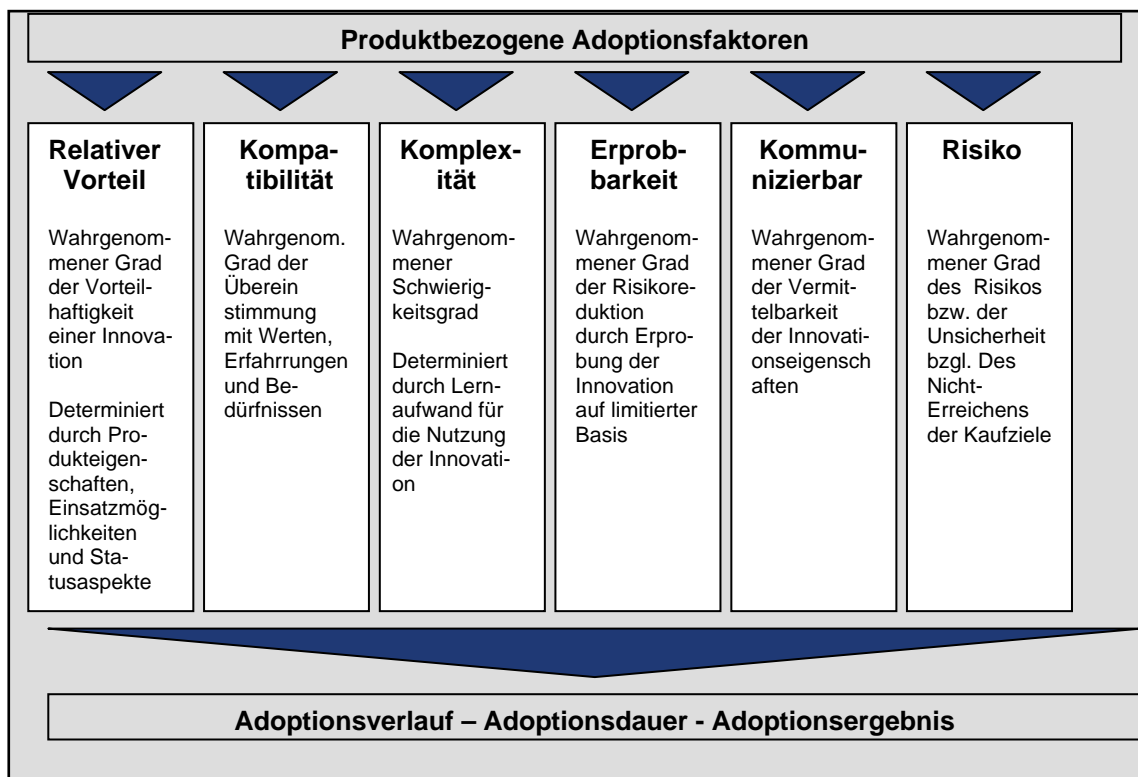 Produktbezogene Adoptionsfaktoren
Relativer
Vorteil
Wahrgenom-
mener Grad
der Vorteil-
haftigkeit
einer Innova-
tion
Determiniert
durch Pro-
dukteigen-
schaften,
Einsatzmög-
lichkeiten
und Sta-
tusaspekte
Kompa-
tibilität
Wahrgenom.
Grad der
Überein
stimmung
mit Werten,
Erfahrrungen
und Be-
dürfnissen
Komplex-
ität
Wahrgenom-
mener
Schwierig-
keitsgrad
Determiniert
durch Lern-
aufwand für
die Nutzung
der Innovati-
on
Erprob-
barkeit
Wahrgenom-
mener Grad
der Risikore-
duktion
durch Erpro-
bung der
Innovation
auf limitierter
Basis
Kommu-
nizierbar
Wahrgenom-
mener Grad
der Vermit-
telbarkeit
der Innovati-
onseigensch
aften
Risiko
Wahrgenom-
mener Grad
des Risikos
bzw. der
Unsicherheit
bzgl. Des
Nicht-
Erreichens
der Kaufziele
Adoptionsverlauf – Adoptionsdauer - Adoptionsergebnis